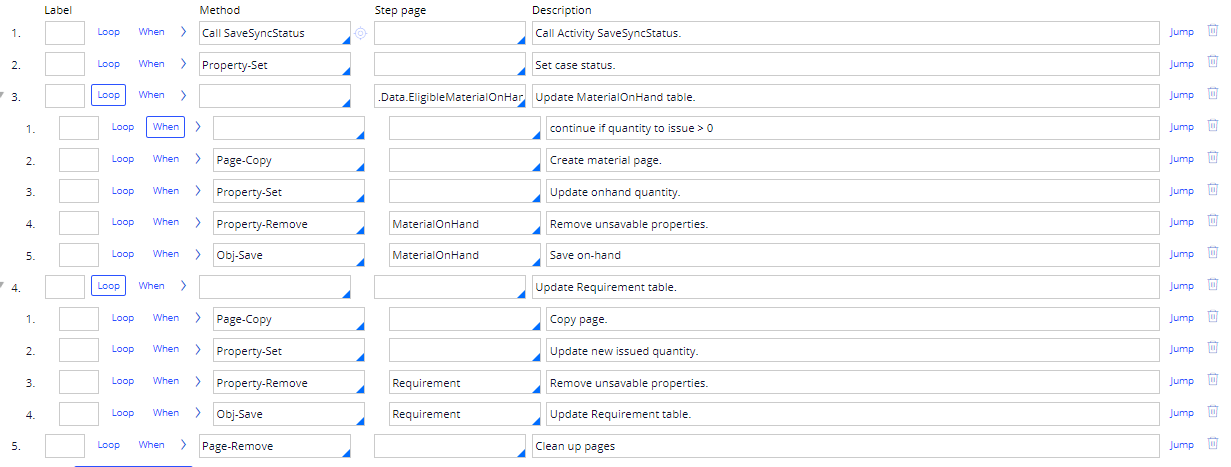 Label Method Step page Description
1. Loop When Call SaveSyncStatus Call Activity SaveSyncStatus. Jump
2. Loop When Property-Set Set case status. Jump
3. Loop When .Data.EligibleMaterialOnHar Update MaterialOnHand table. Jump
1. Loop When continue if quantity to issue > 0 Jump
2. Loop When Page-Copy Create material page. Jump
3. Loop When Property-Set Update onhand quantity. Jump
4. Loop When Property-Remove MaterialOnHand Remove unsavable properties. Jump
5. Loop When Obj-Save MaterialOnHand Save on-hand Jump
4. Loop When Update Requirement table. Jump
1. Loop When Page-Copy Copy page. Jump
2. Loop When Property-Set Update new issued quantity. Jump
3. Loop When Property-Remove Requirement Remove unsavable properties. Jump
4. Loop When Obj-Save Requirement Update Requirement table. Jump
5. Loop When Page-Remove Clean up pages Jump